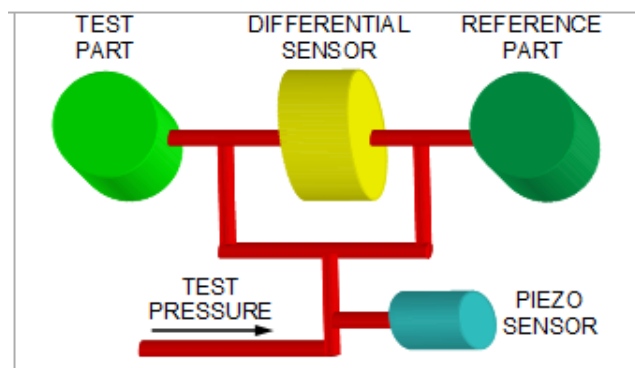 TEST
PART
DIFFERENTIAL
SENSOR
REFERENCE
PART
TEST
PRESSURE
PIEZO
SENSOR